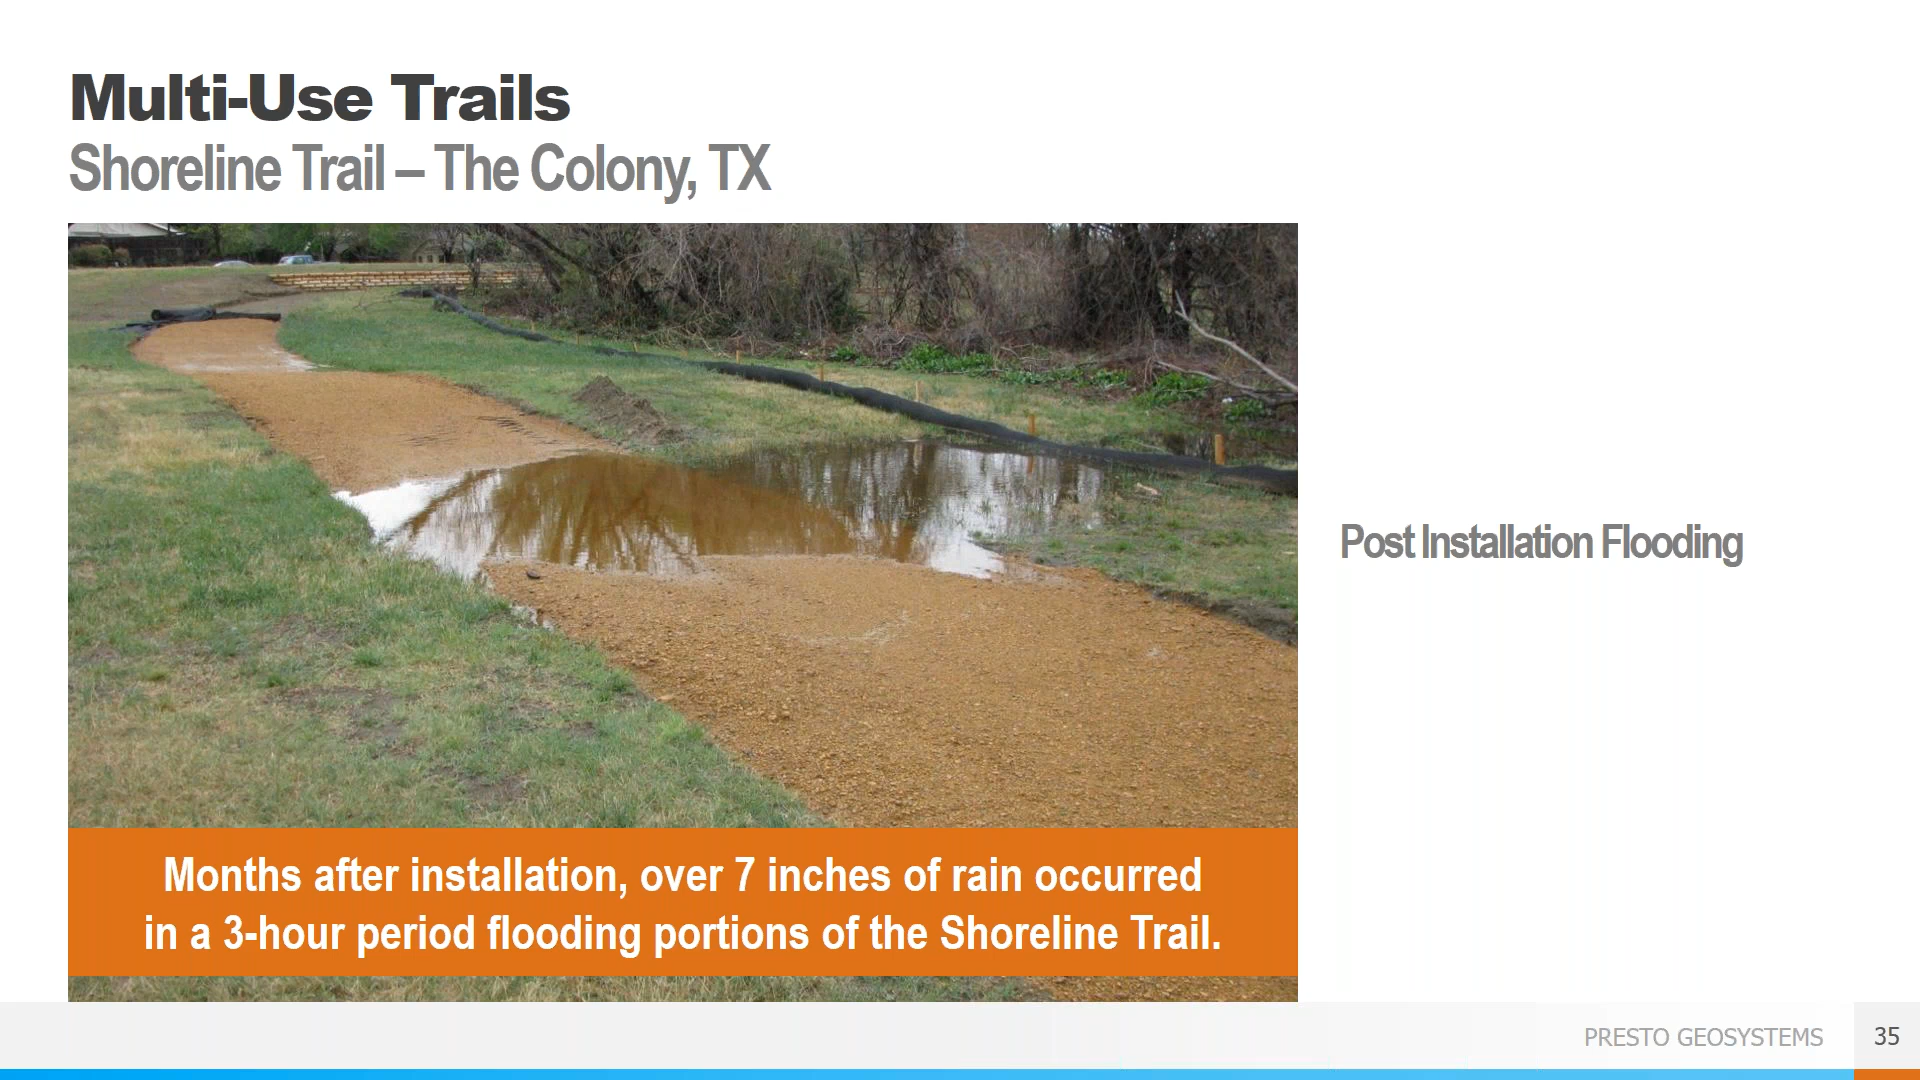 Multi-Use Trails
Shoreline Trail – The Colony, TX
Post Installation Flooding
Months after installation, over 7 inches of rain occurred
in a 3-hour period flooding portions of the Shoreline Trail.
PRESTO GEOSYSTEMS
35